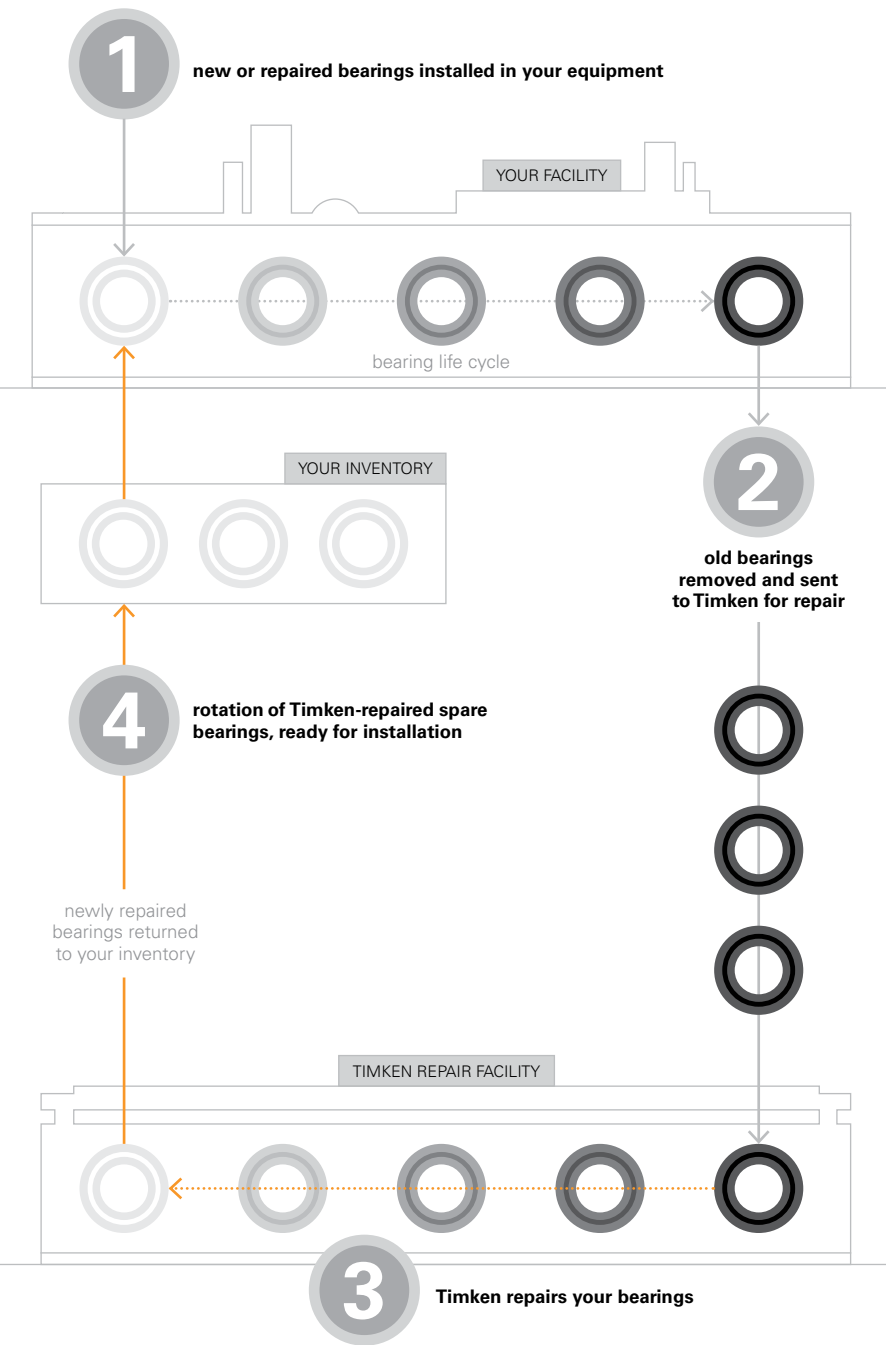 1
new or repaired bearings installed in your equipment
YOUR FACILITY
bearing life cycle
YOUR INVENTORY
2
old bearings
removed and sent
to Timken for repair
4
rotation of Timken-repaired spare
bearings, ready for installation
newly repaired
bearings returned
to your inventory
TIMKEN REPAIR FACILITY
3
Timken repairs your bearings